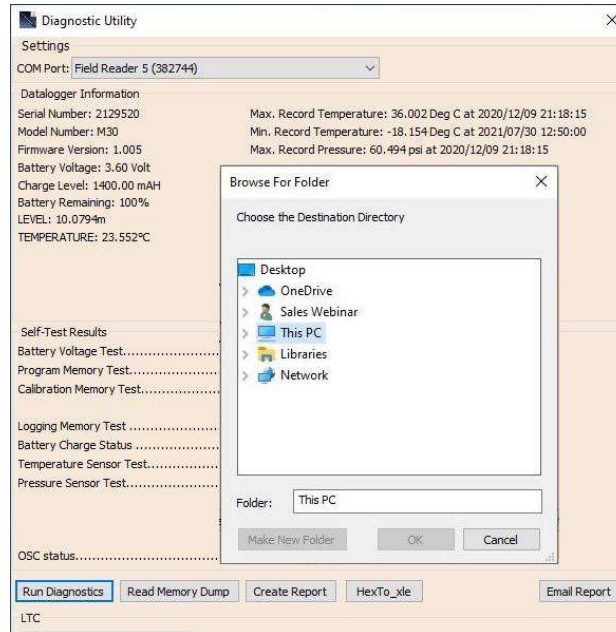 Diagnostic Utility
Settings
COM Port: Field Reader 5 (382744)
Datalogger Information
Serial Number: 2129520
Model Number: M30
Firmware Version: 1.005
Battery Voltage: 3.60 Volt
Charge Level: 1400.00 mAH
Battery Remaining: 100%
LEVEL: 10.0794m
TEMPERATURE: 23.552°C
Max. Record Temperature: 36.002 Deg C at 2020/12/09 21:18:15
Min. Record Temperature: -18.154 Deg C at 2021/07/30 12:50:00
Max. Record Pressure: 60.494 psi at 2020/12/09 21:18:15
Browse For Folder
Choose the Destination Directory
Desktop
OneDrive
Sales Webinar
This PC
Libraries
Network
Folder: This PC
Make New Folder OK Cancel
Self-Test Results
Battery Voltage Test......................
Program Memory Test...................
Calibration Memory Test................
Logging Memory Test ...................
Battery Charge Status ..................
Temperature Sensor Test...............
Pressure Sensor Test.....................
OSC status..................................
Run Diagnostics Read Memory Dump Create Report HexTo_xle Email Report
LTC